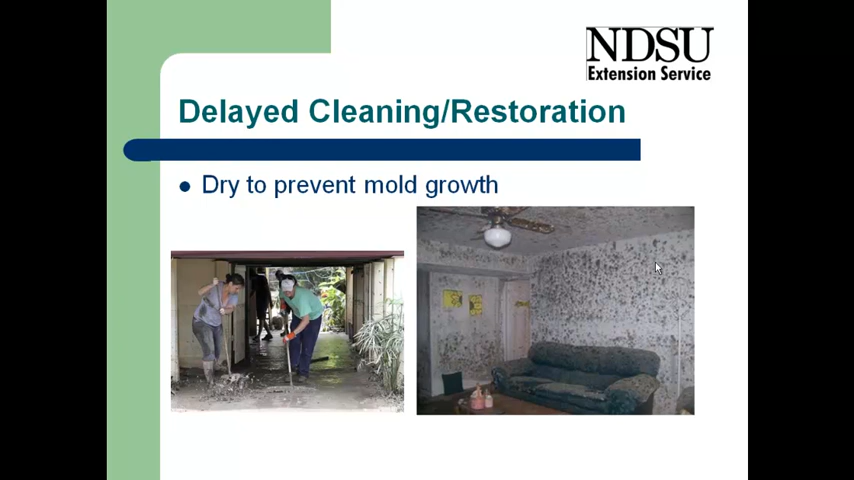 NDSU
Extension Service
Delayed Cleaning/Restoration
Dry to prevent mold growth